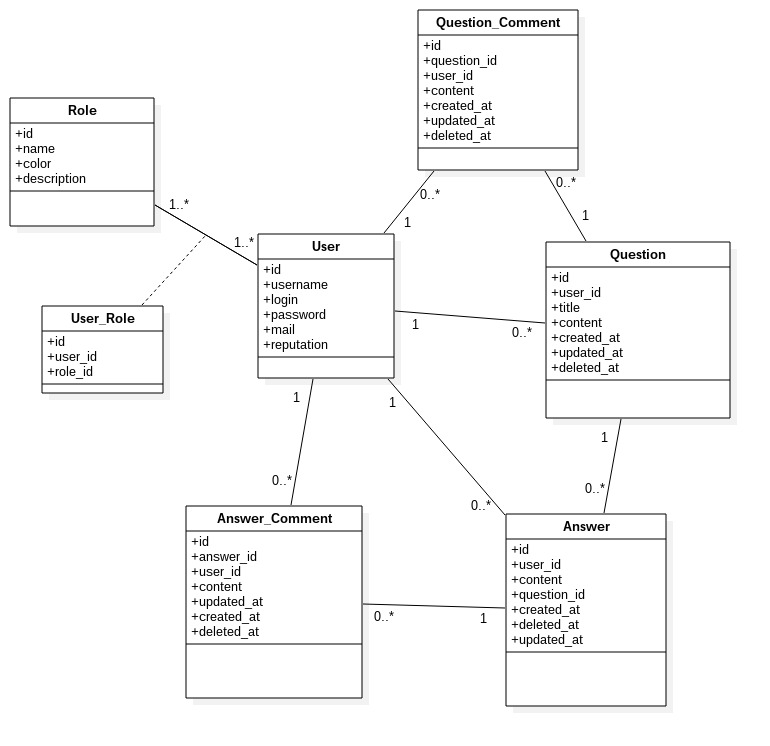 Question_Comment
+id
+question_id
+user_id
+content
+created_at
+updated_at
+deleted_at
Role
+id
+name
+color
+description
1..*
1..*
0..*
1
0..*
1
User
+id
+username
+login
+password
+mail
+reputation
Question
+id
+user_id
+title
+content
+created_at
+updated_at
+deleted_at
User_Role
+id
+user_id
+role_id
1
0..*
1
0..*
1
0..*
1
0..*
Answer_Comment
+id
+answer_id
+user_id
+content
+updated_at
+created_at
+deleted_at
Answer
+id
+user_id
+content
+question_id
+created_at
+deleted_at
+updated_at
0..*
1